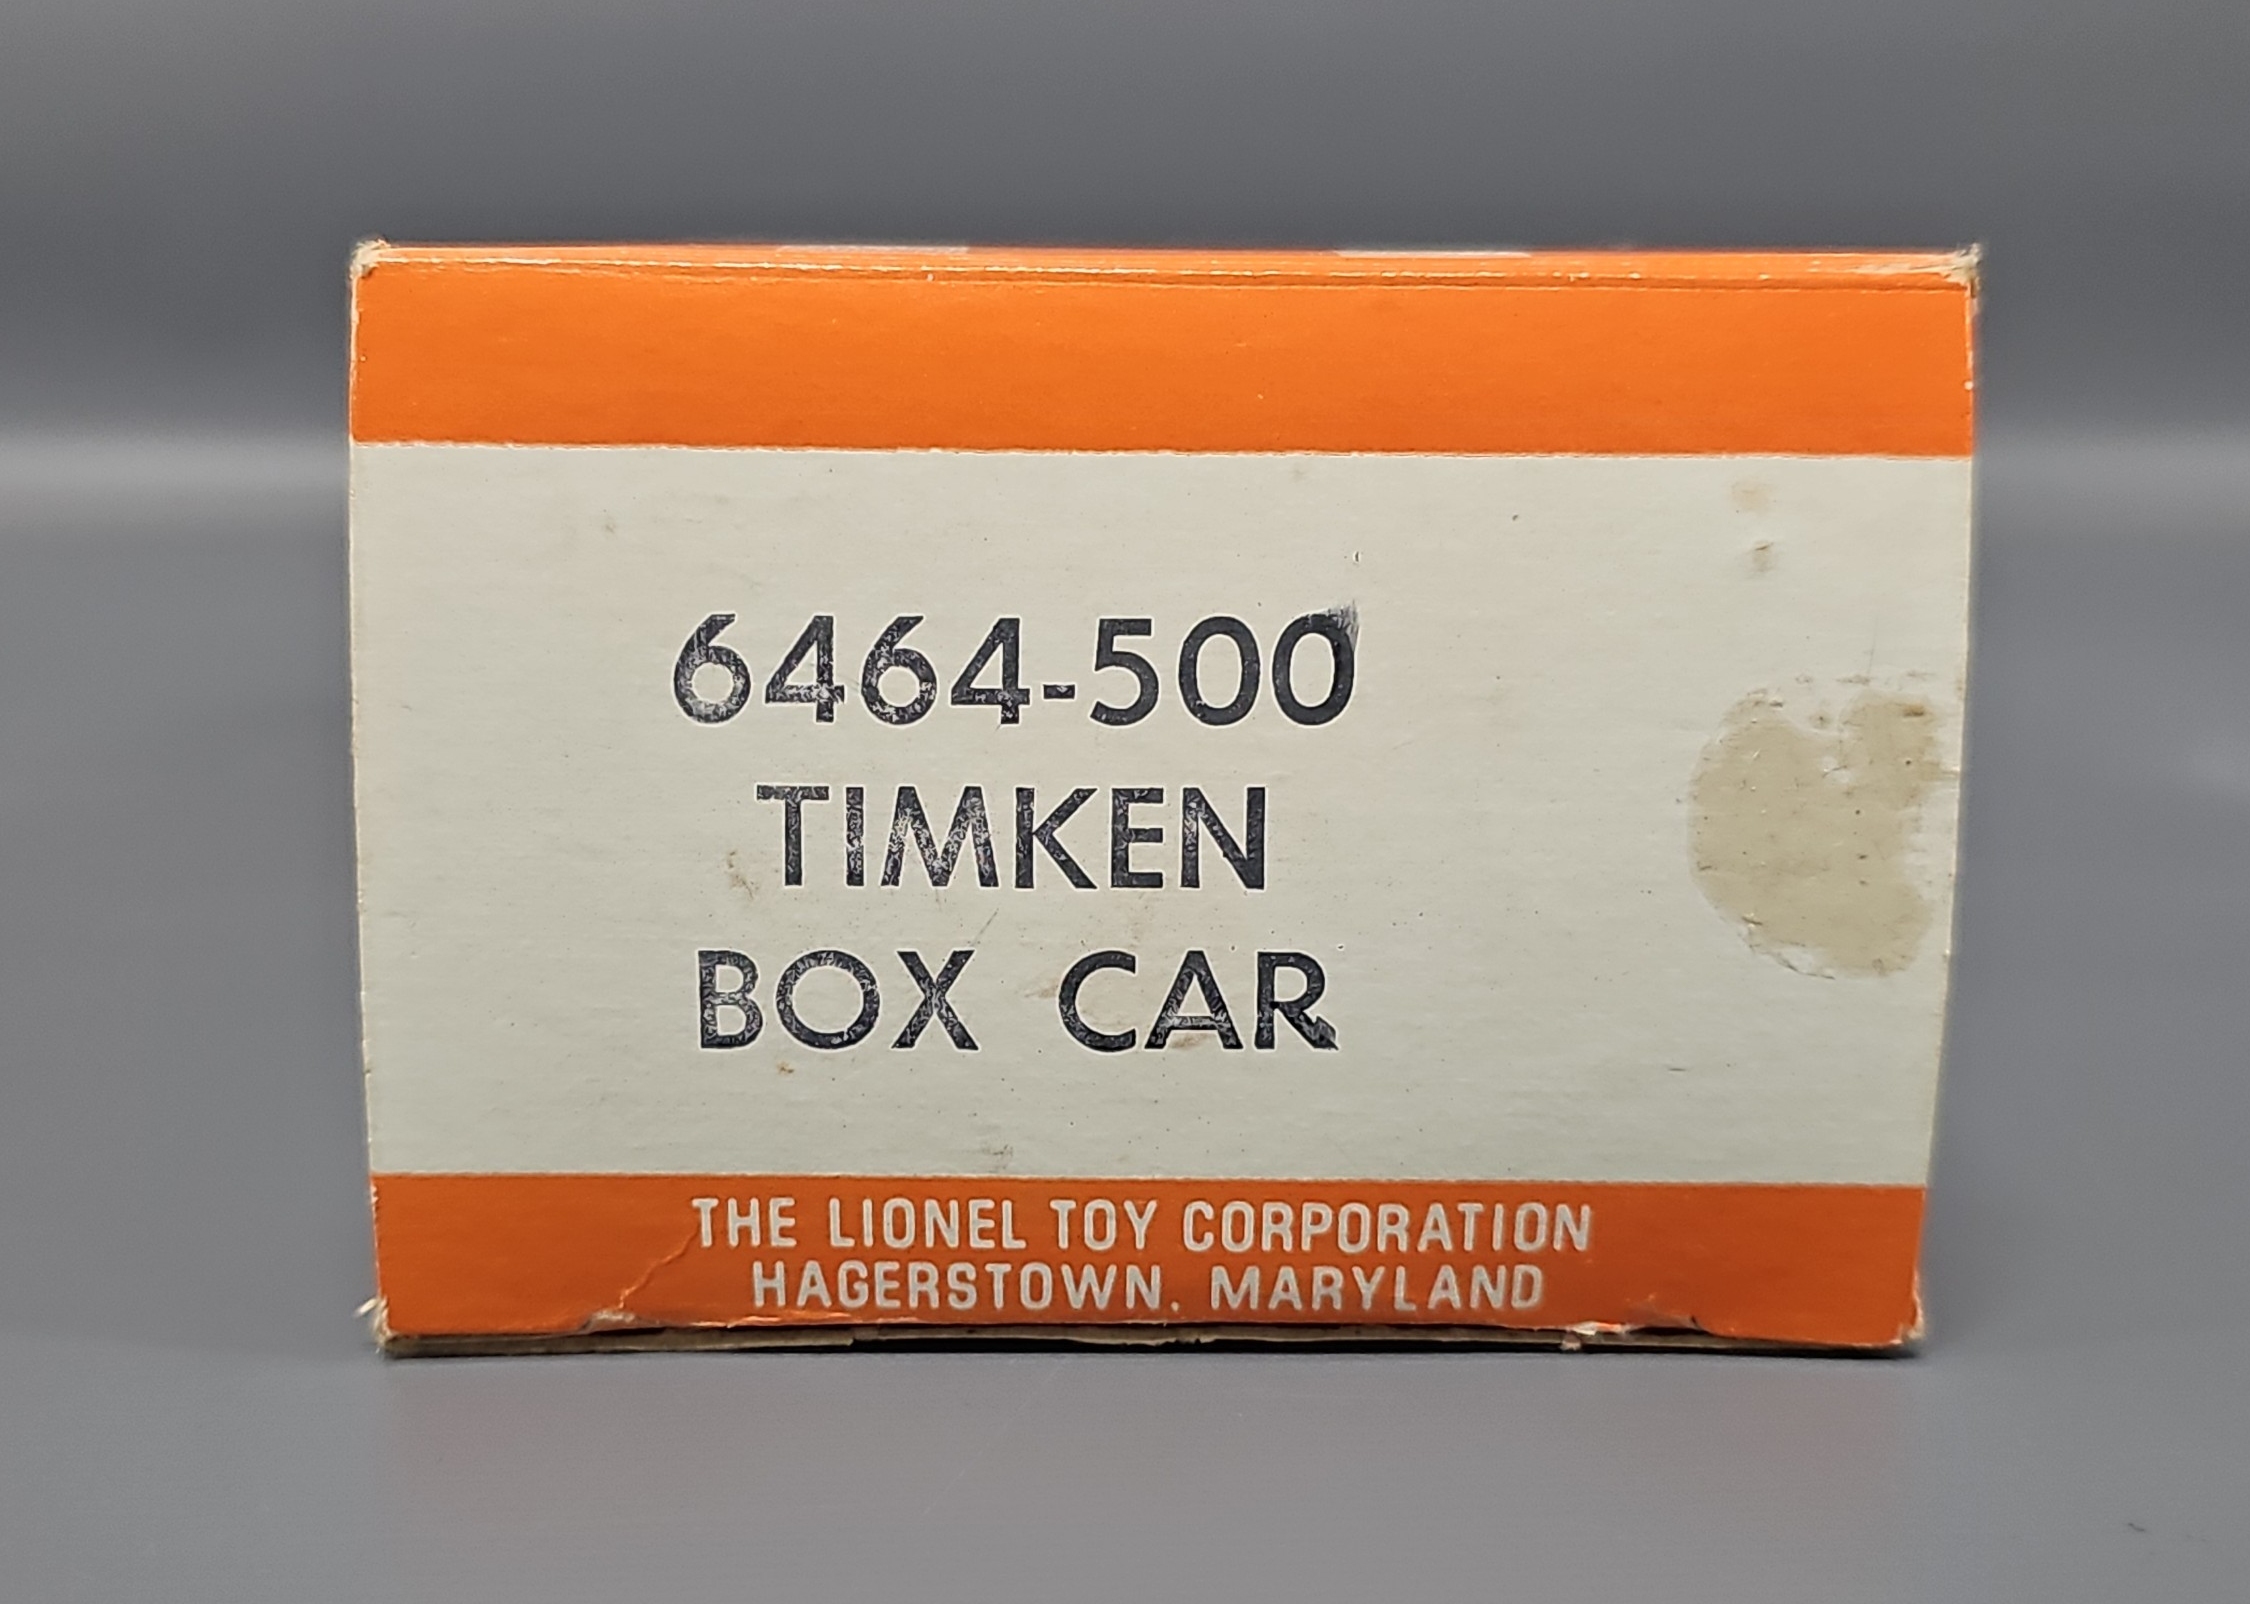 6464-500
TIMKEN
BOX CAR
THE LIONEL TOY CORPORATION
HAGERSTOWN, MARYLAND